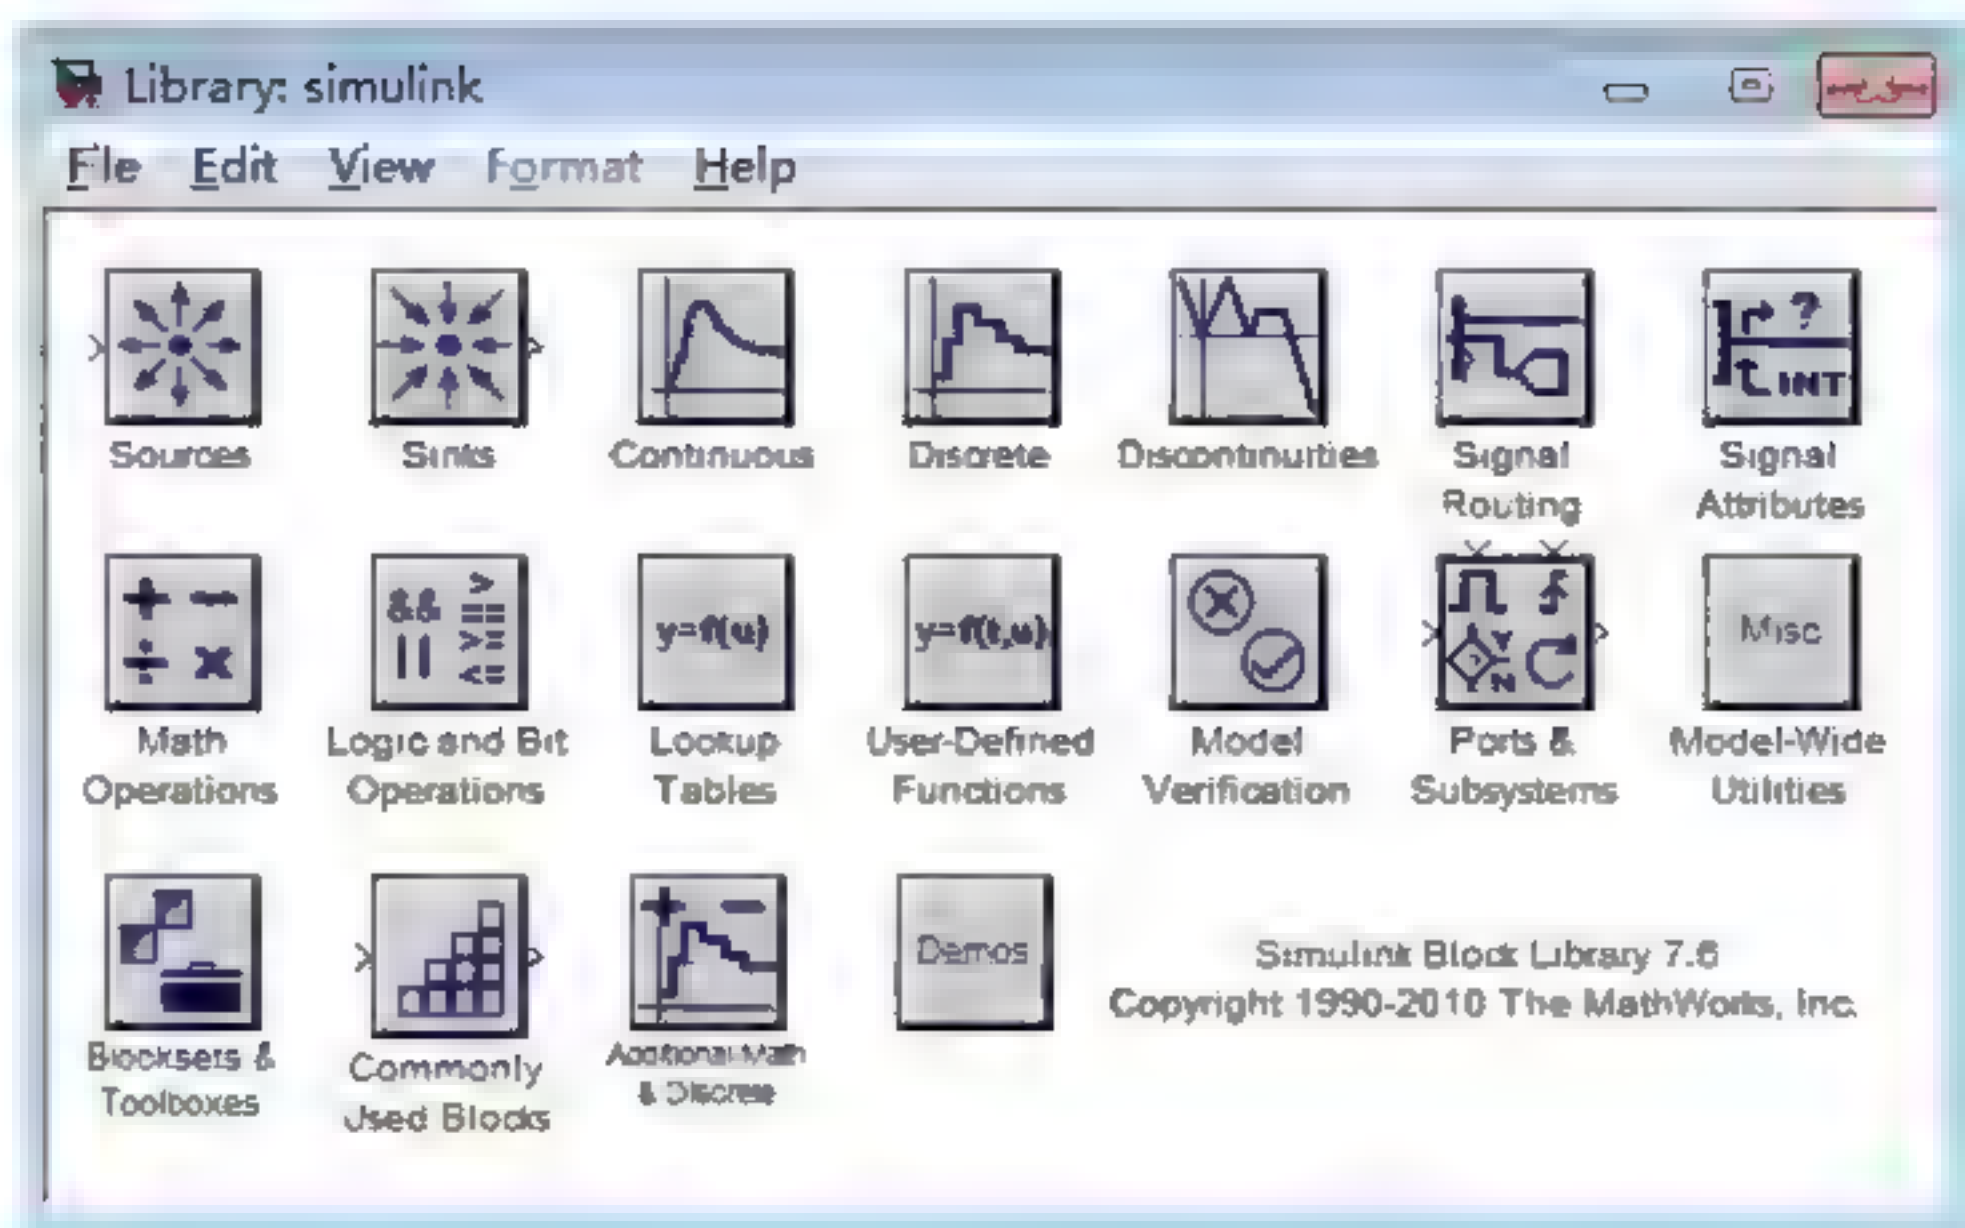 Library: simulink
File Edit View Format Help
? INT
Sources Sinks Continuous Discrete Discontinuities Signal Signal
Routing Attributes
+ - && > == >= <= y=f(u) y=f(t,u) Y N Misc
÷ x ||
Math Logic and Bit Lookup User-Defined Model Ports & Model-Wide
Operations Operations Tables Functions Verification Subsystems Utilities
+ - Demos
Simulink Block Library 7.6
Copyright 1990-2010 The MathWorks, Inc.
Blocksets & Commonly Additional Math
Toolboxes Used Blocks & Discrete